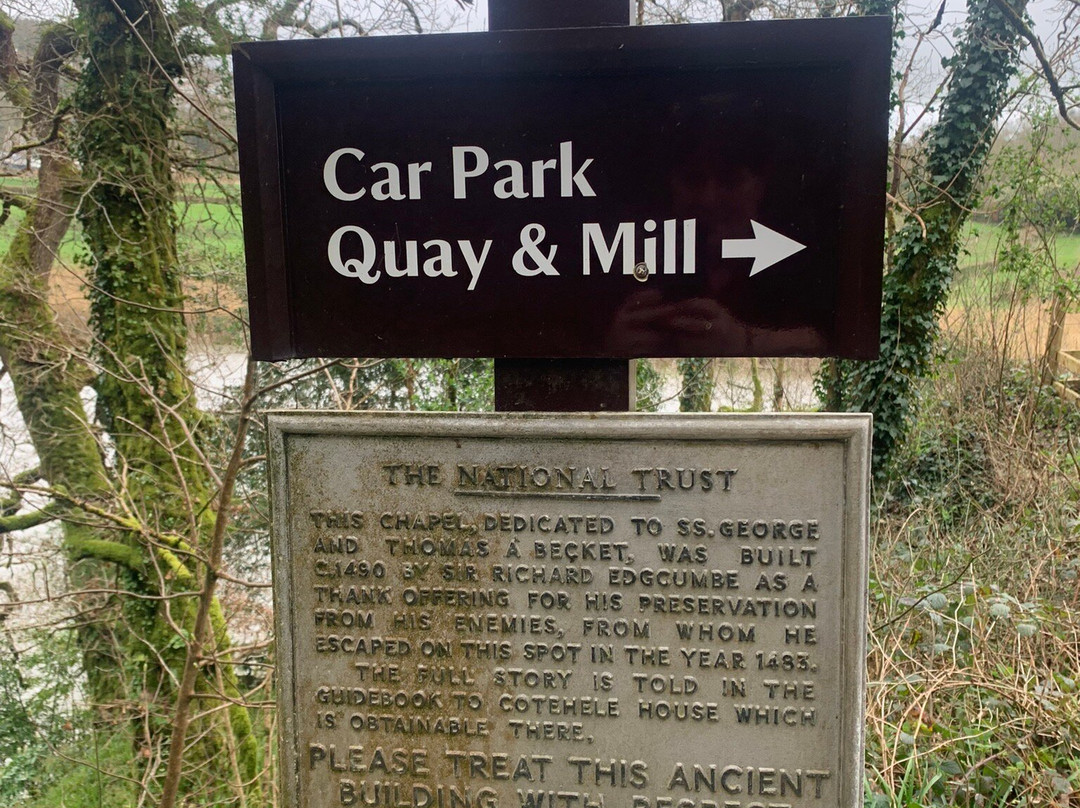 Car Park
Quay & Mill
THE NATIONAL TRUST
THIS CHAPEL, DEDICATED TO SS. GEORGE
AND THOMAS À BECKET, WAS BUILT
C.1490 BY SIR RICHARD EDGCUMBE AS A
THANK OFFERING FOR HIS PRESERVATION
FROM HIS ENEMIES, FROM WHOM HE
ESCAPED ON THIS SPOT IN THE YEAR 1483.
THE FULL STORY IS TOLD IN THE
GUIDEBOOK TO COTEHELE HOUSE WHICH
IS OBTAINABLE THERE.
PLEASE TREAT THIS ANCIENT
BUILDING WITH RESPECT